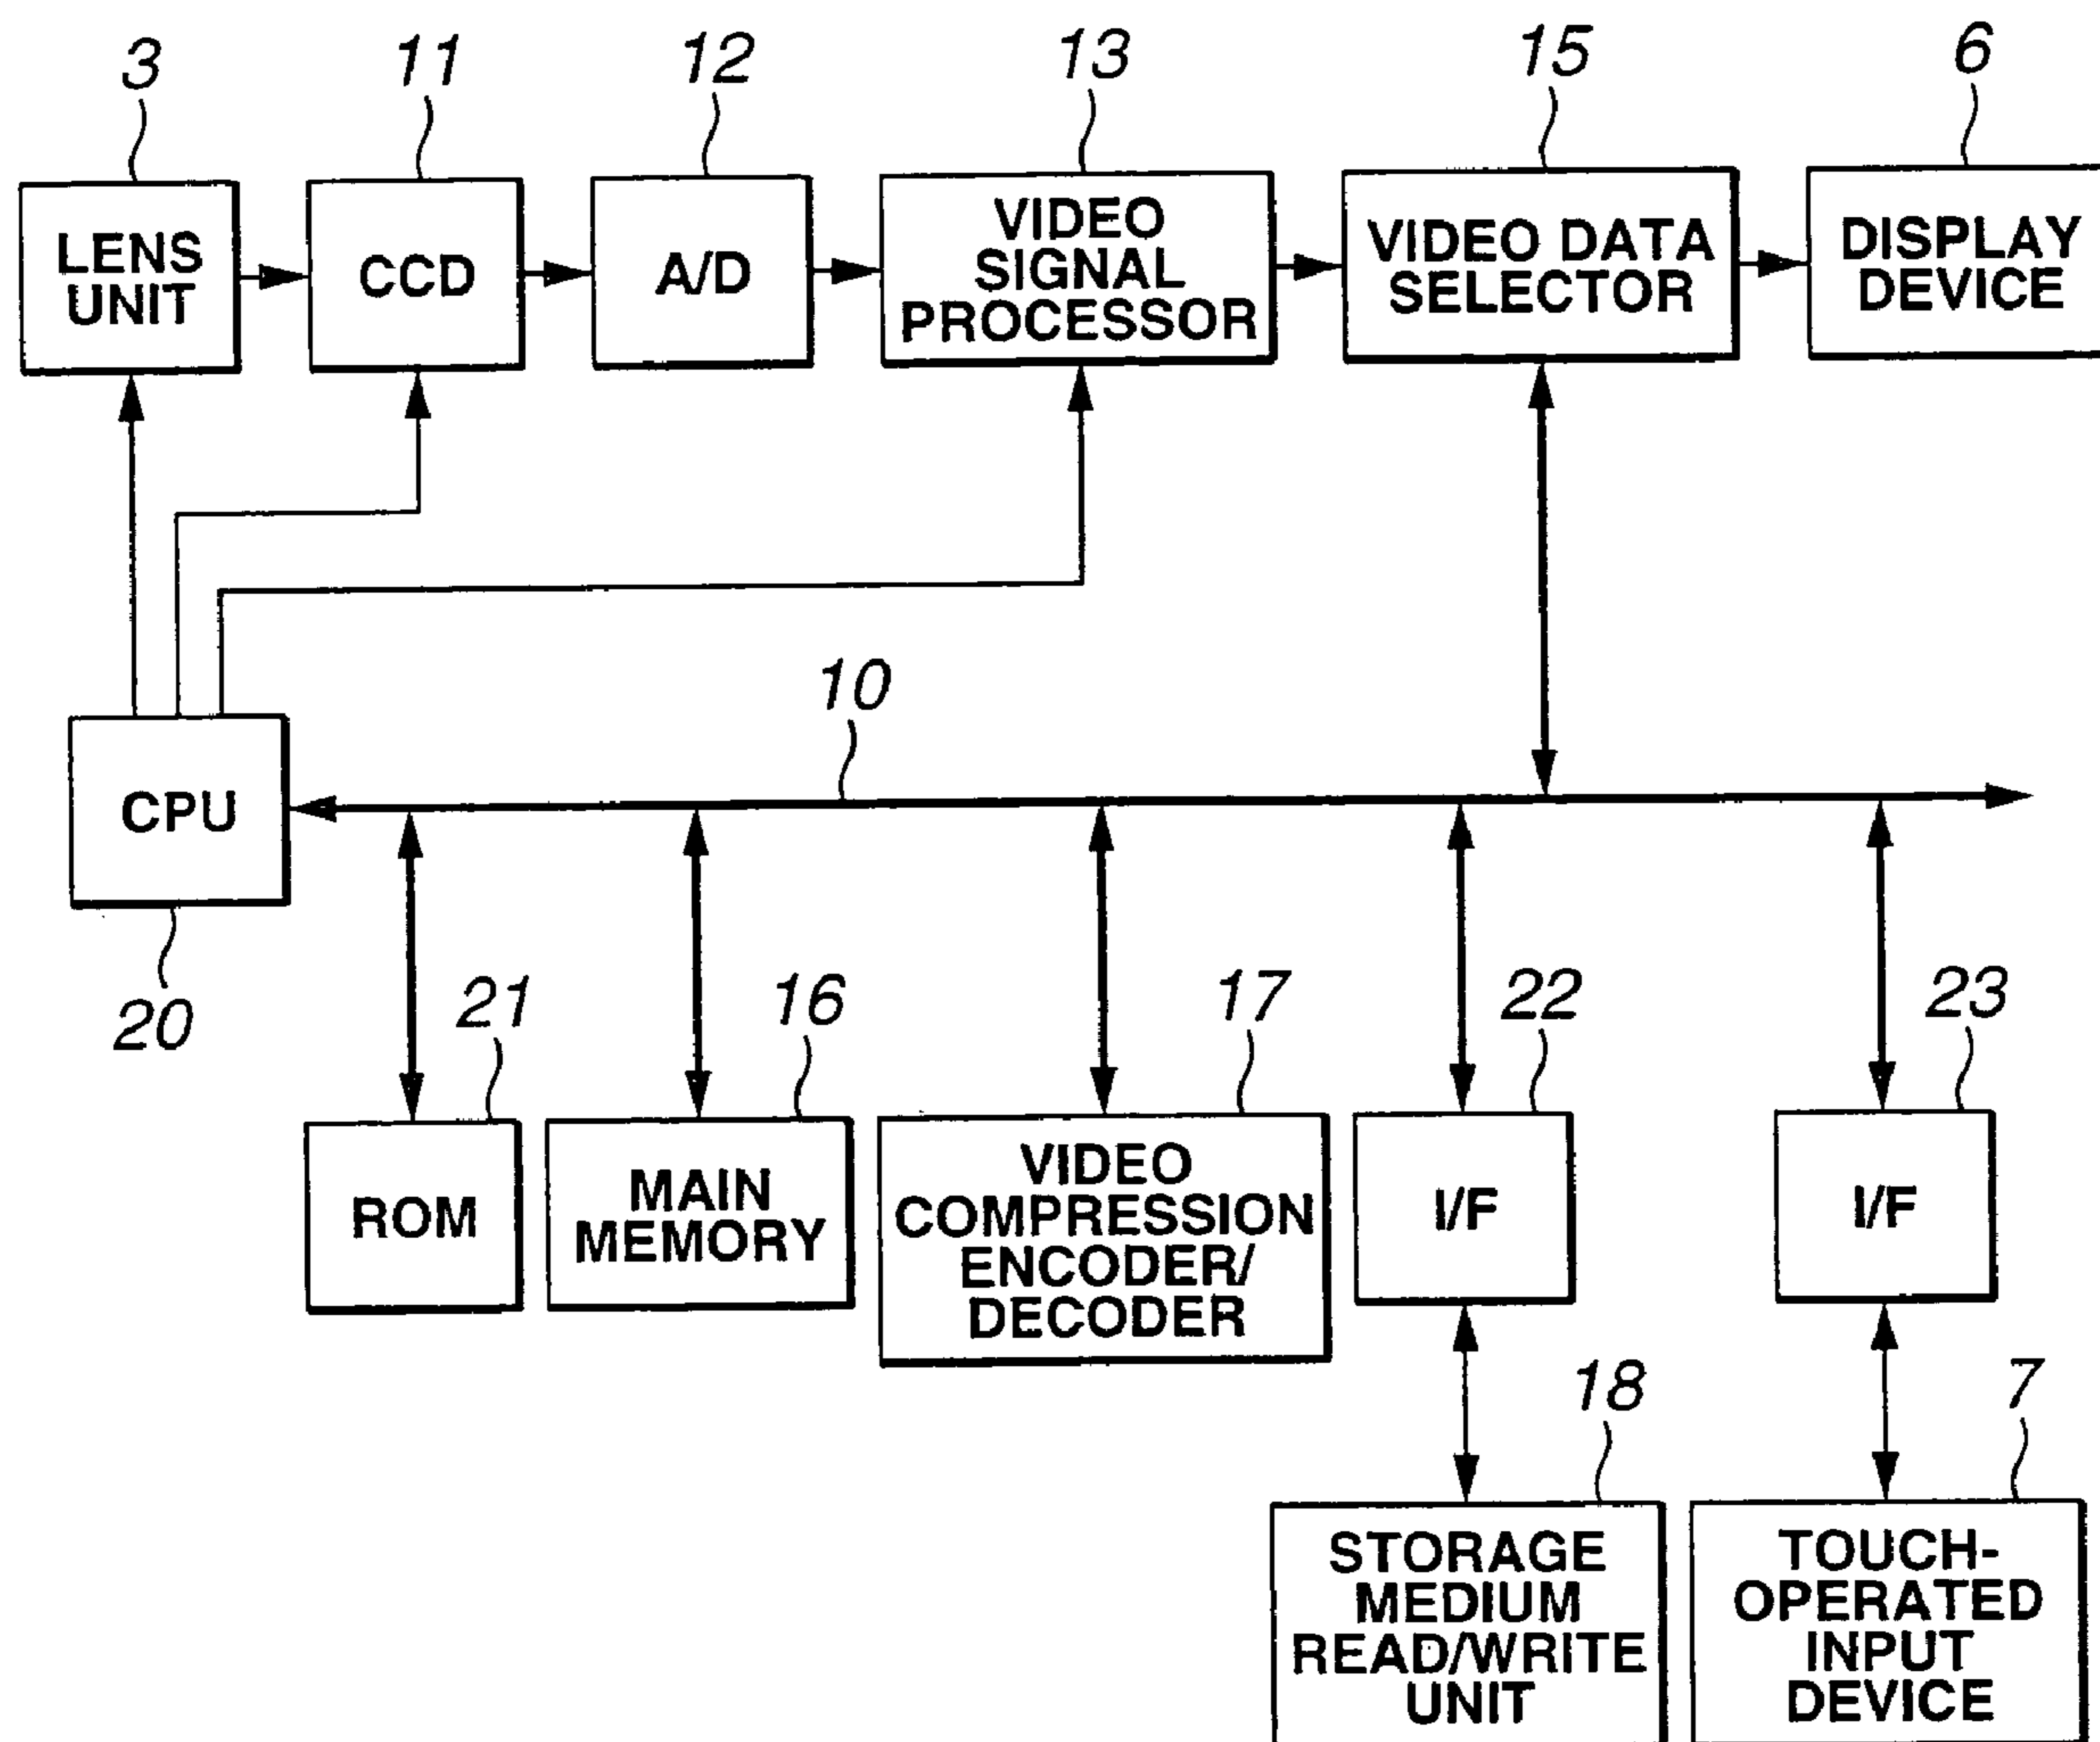 3
11
12
13
15
6
LENS
UNIT
CCD
A/D
VIDEO
SIGNAL
PROCESSOR
VIDEO DATA
SELECTOR
DISPLAY
DEVICE
10
CPU
20
21
16
17
22
23
ROM
MAIN
MEMORY
VIDEO
COMPRESSION
ENCODER/
DECODER
I/F
I/F
18
7
STORAGE
MEDIUM
READ/WRITE
UNIT
TOUCH-
OPERATED
INPUT
DEVICE